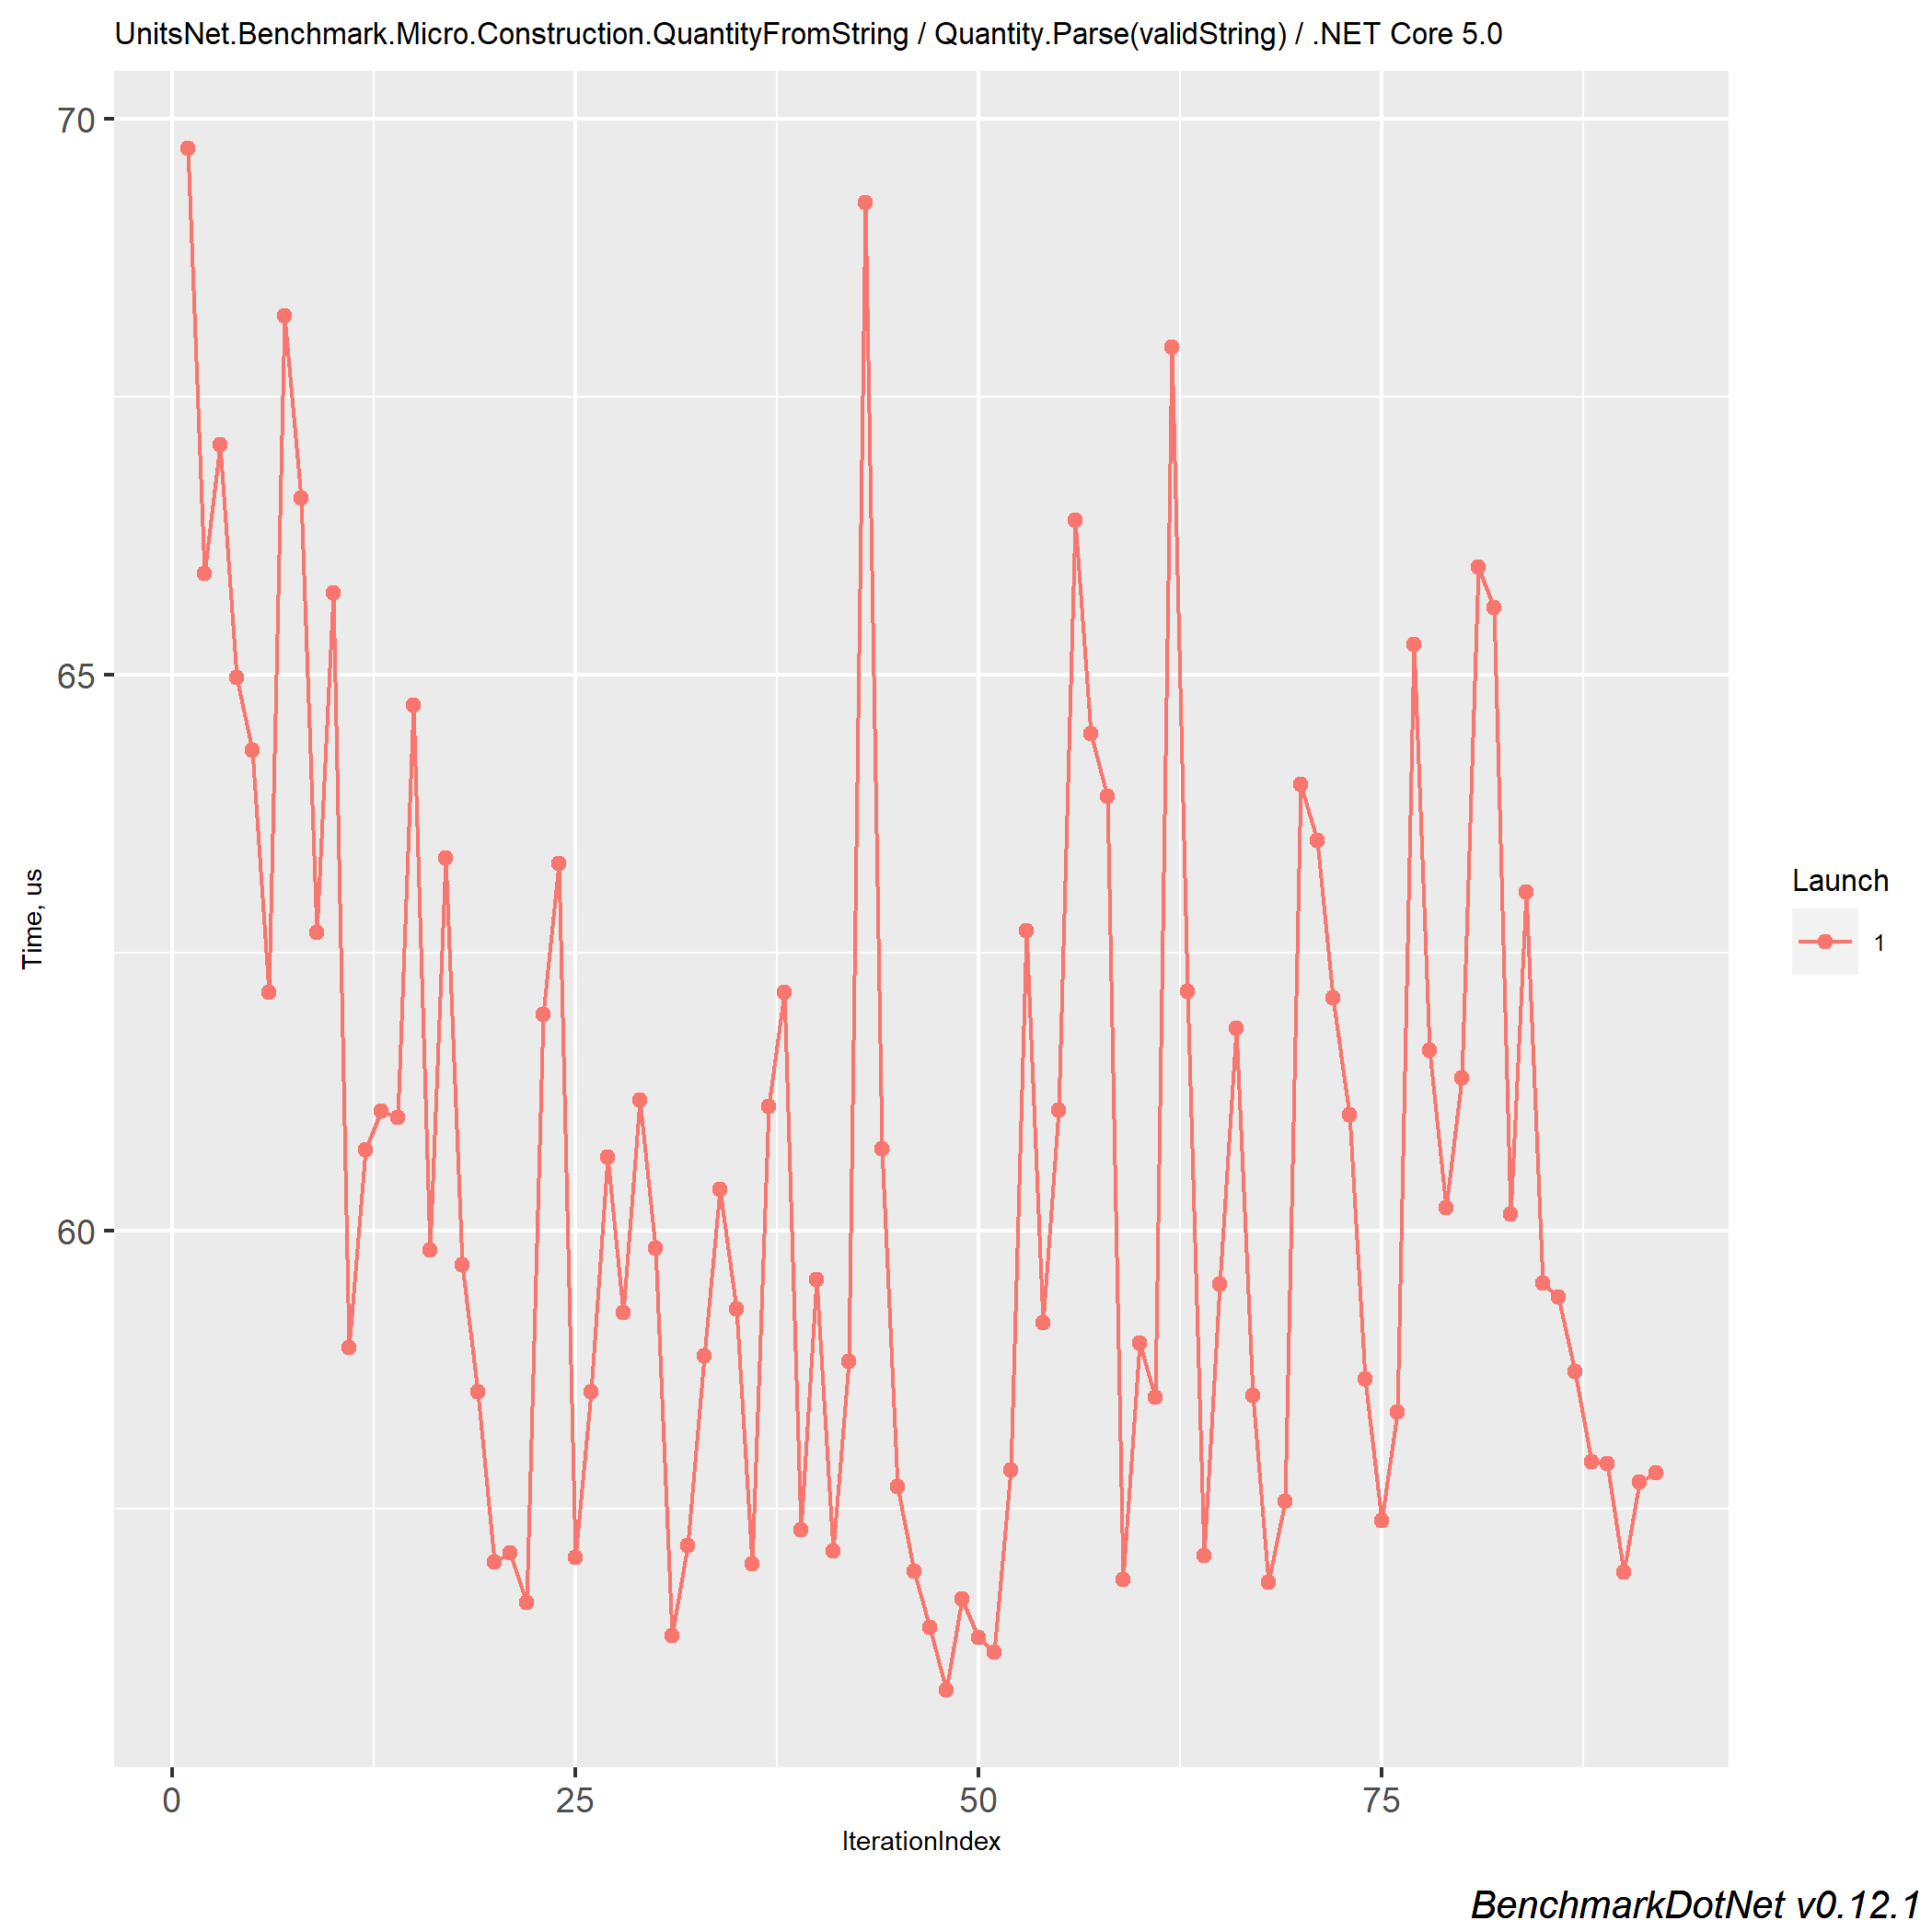 UnitsNet.Benchmark.Micro.Construction.QuantityFromString / Quantity.Parse(validString) / .NET Core 5.0
70
65
60
Time, us
0
25
50
75
IterationIndex
Launch
1
BenchmarkDotNet v0.12.1